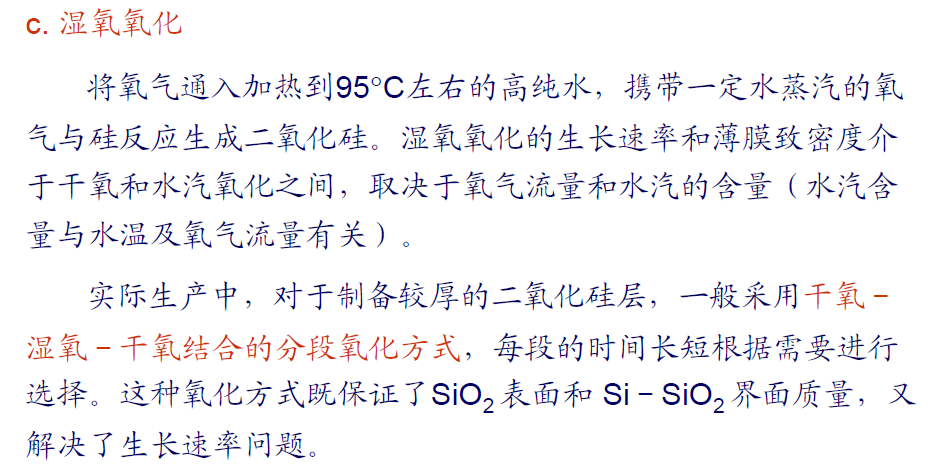 c. 湿氧氧化
将氧气通入加热到95°C左右的高纯水，携带一定水蒸汽的氧
气与硅反应生成二氧化硅。湿氧氧化的生长速率和薄膜致密度介
于干氧和水汽氧化之间，取决于氧气流量和水汽的含量（水汽含
量与水温及氧气流量有关）。
实际生产中，对于制备较厚的二氧化硅层，一般采用干氧－
湿氧－干氧结合的分段氧化方式，每段的时间长短根据需要进行
选择。这种氧化方式既保证了SiO₂表面和 Si－SiO₂界面质量，又
解决了生长速率问题。